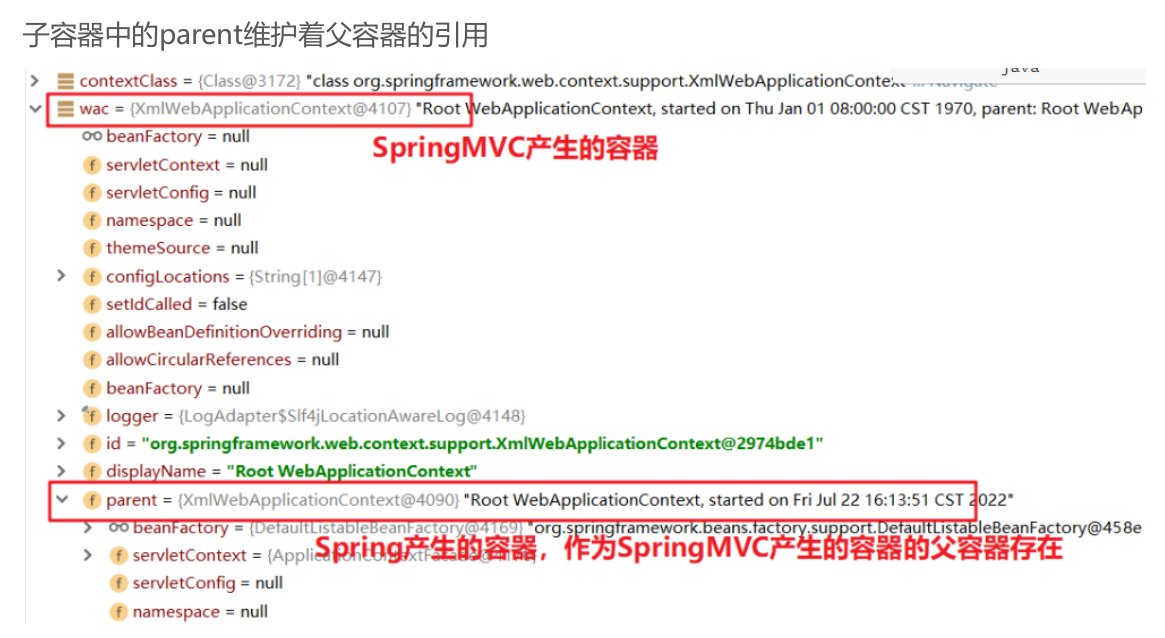 子容器中的parent维护着父容器的引用
java
contextClass = {Class@3172} "class org.springframework.web.context.support.XmlWebApplicationContext ... Navigate
wac = {XmlWebApplicationContext@4107} "Root WebApplicationContext, started on Thu Jan 01 08:00:00 CST 1970, parent: Root WebAp
beanFactory = null
SpringMVC产生的容器
servletContext = null
servletConfig = null
namespace = null
themeSource = null
configLocations = {String[1]@4147}
setIdCalled = false
allowBeanDefinitionOverriding = null
allowCircularReferences = null
beanFactory = null
logger = {LogAdapter$Slf4jLocationAwareLog@4148}
id = "org.springframework.web.context.support.XmlWebApplicationContext@2974bde1"
displayName = "Root WebApplicationContext"
parent = {XmlWebApplicationContext@4090} "Root WebApplicationContext, started on Fri Jul 22 16:13:51 CST 2022"
beanFactory = {DefaultListableBeanFactory@4169} "org.springframework.beans.factory.support.DefaultListableBeanFactory@458e
Spring产生的容器，作为SpringMVC产生的容器的父容器存在
servletContext =
servletConfig = null
namespace = null